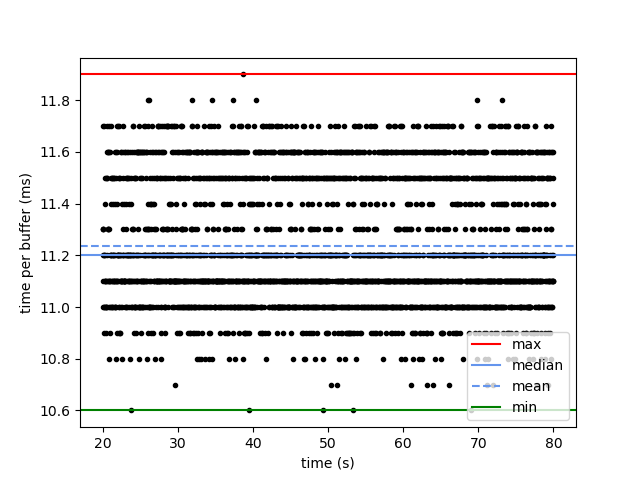 11.8
11.6
11.4
11.2
11.0
10.8
10.6
time per buffer (ms)
20 30 40 50 60 70 80
time (s)
max
median
mean
min